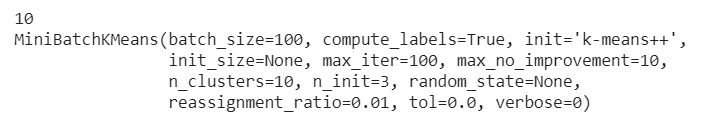 10
MiniBatchKMeans(batch_size=100, compute_labels=True, init='k-means++',
init_size=None, max_iter=100, max_no_improvement=10,
n_clusters=10, n_init=3, random_state=None,
reassignment_ratio=0.01, tol=0.0, verbose=0)